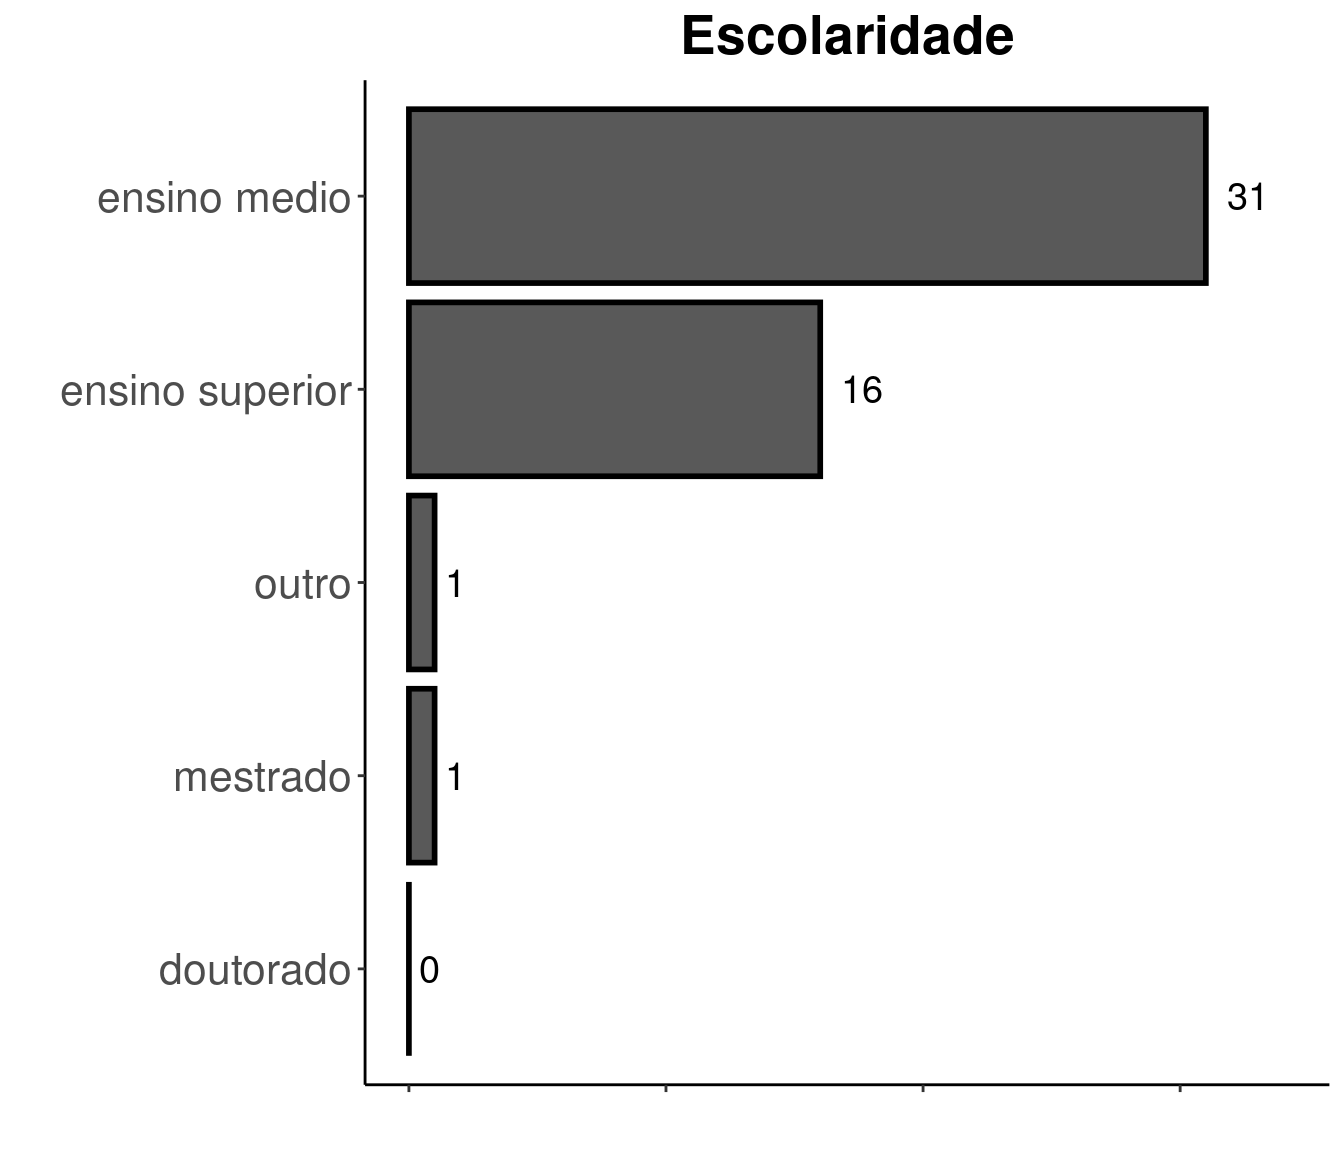 Escolaridade
ensino medio 31
ensino superior 16
outro 1
mestrado 1
doutorado 0